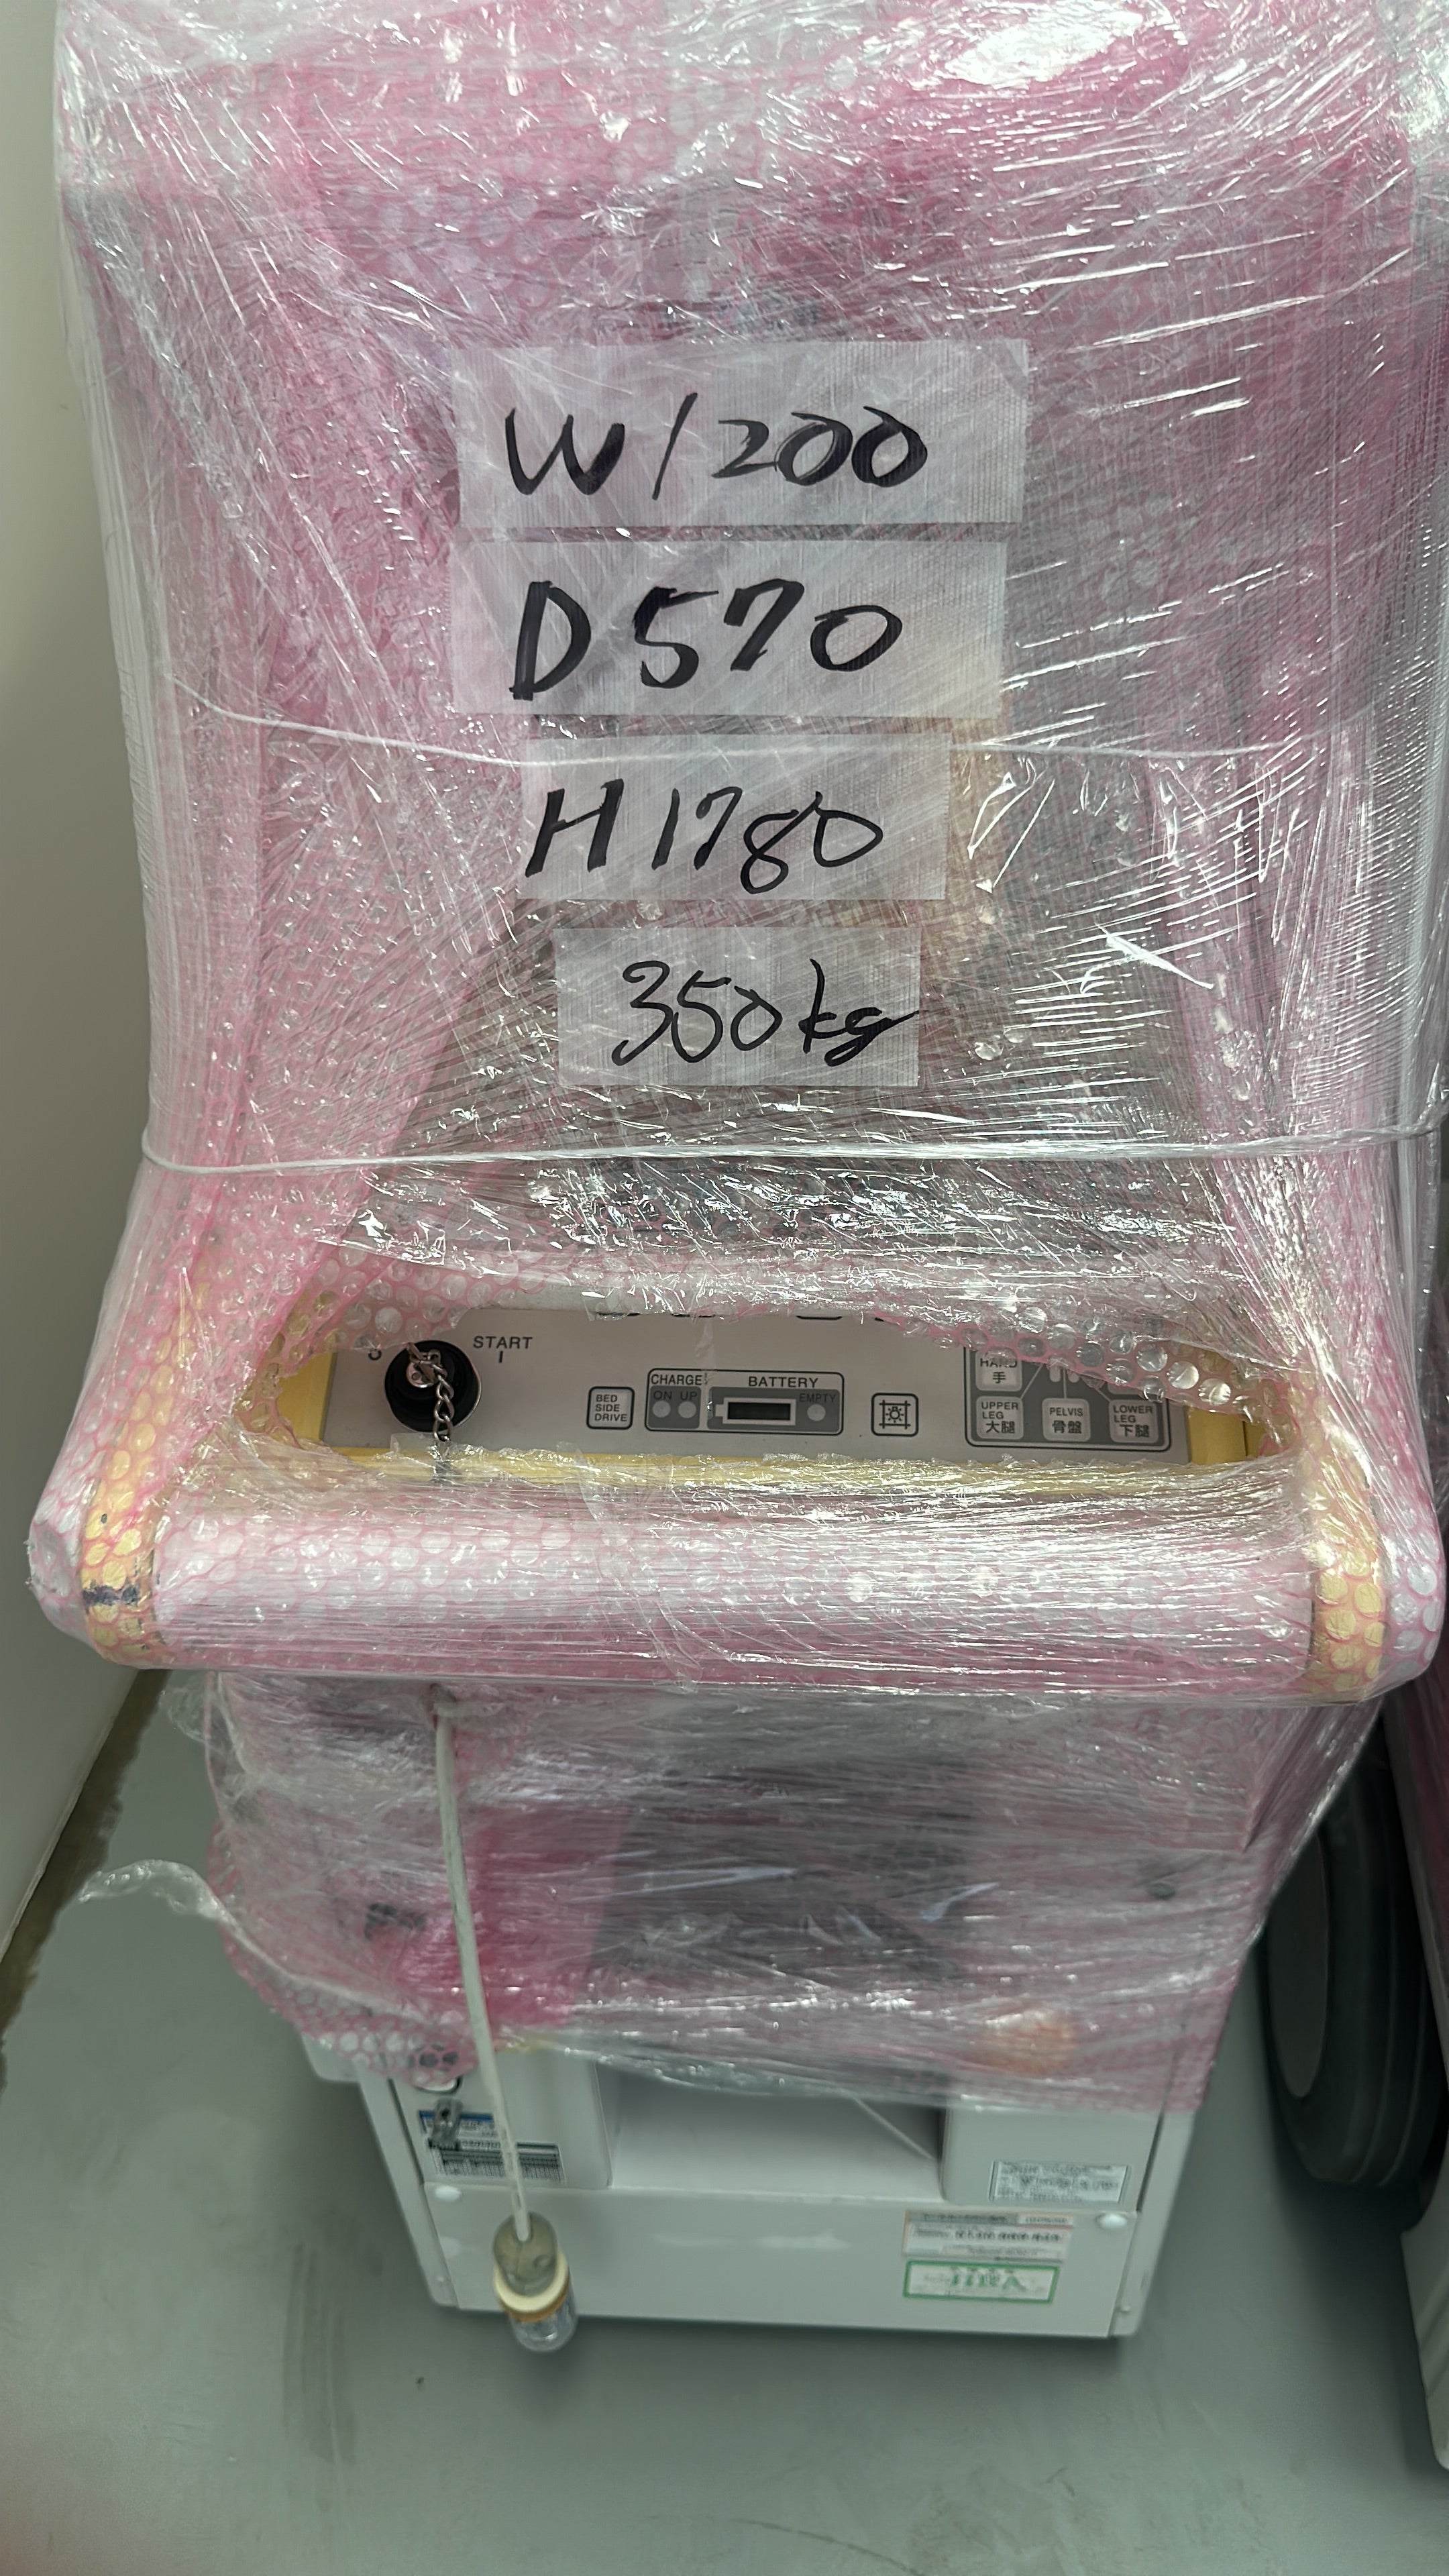 W1200
D570
H1780
350kg
START
I
CHARGE
BATTERY
ON UP
EMPTY
BED
SIDE
DRIVE
HAND
手
UPPER
LEG
大腿
PELVIS
骨盤
LOWER
LEG
下腿